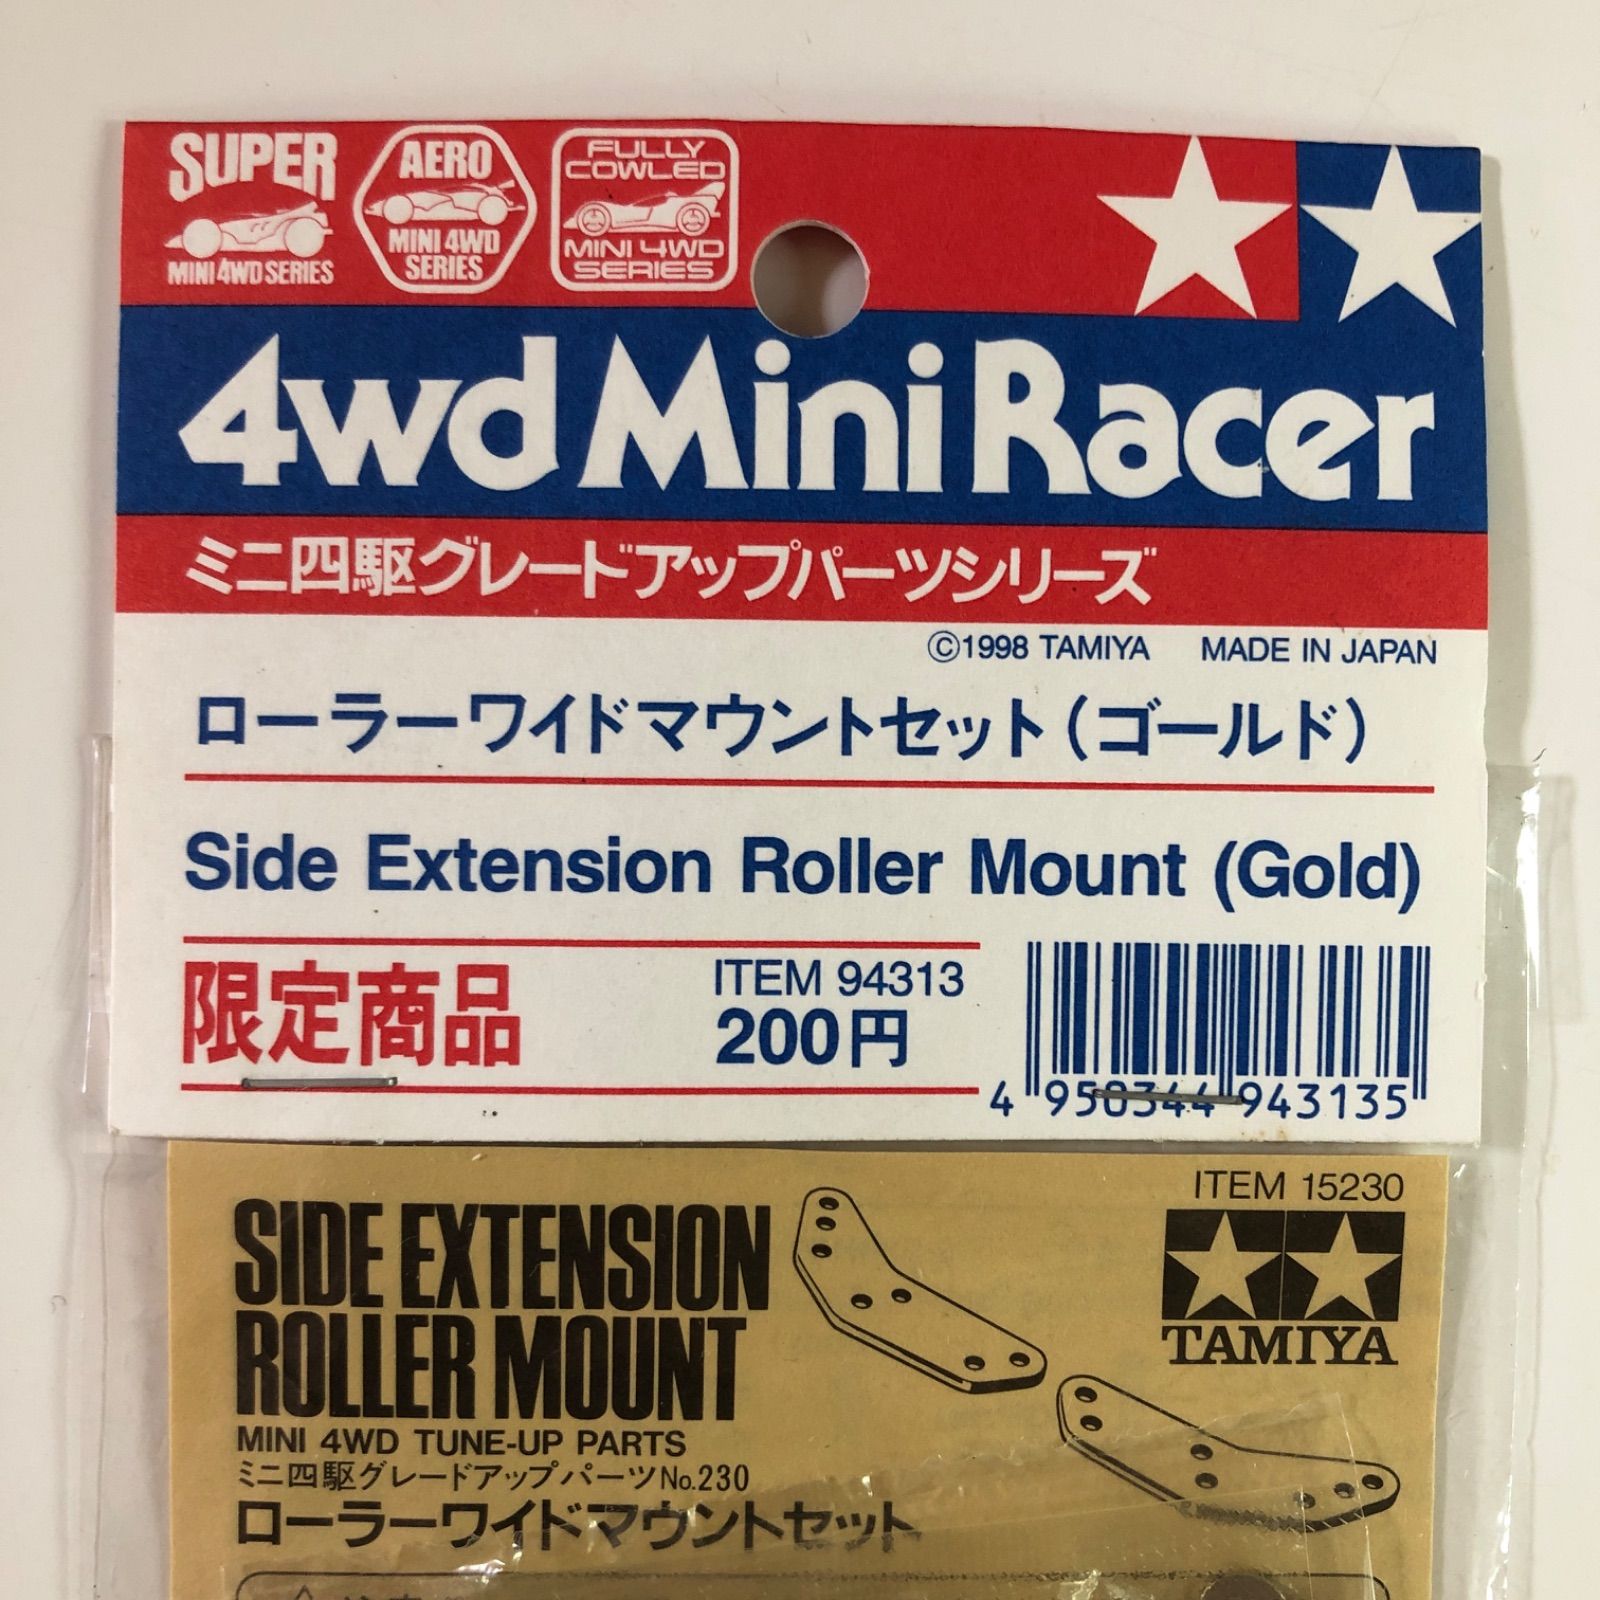 SUPER
MINI 4WD SERIES
AERO
MINI 4WD
SERIES
FULLY
COWLED
MINI 4WD
SERIES
4wd Mini Racer
ミニ四駆グレードアップパーツシリーズ
©1998 TAMIYA MADE IN JAPAN
ローラーワイドマウントセット(ゴールド)
Side Extension Roller Mount (Gold)
限定商品
ITEM 94313
200円
4 950344 943135
ITEM 15230
SIDE EXTENSION
ROLLER MOUNT
TAMIYA
MINI 4WD TUNE-UP PARTS
ミニ四駆グレードアップパーツNo.230
ローラーワイドマウントセット